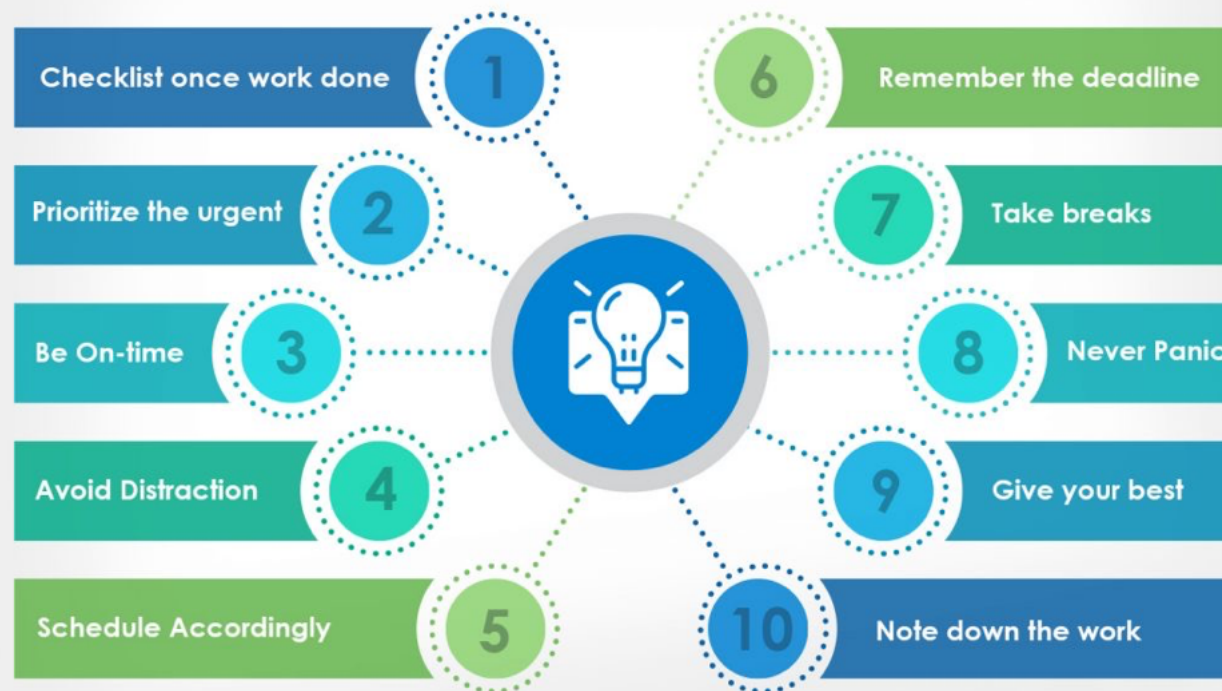 1
Checklist once work done
2
Prioritize the urgent
3
Be On-time
4
Avoid Distraction
5
Schedule Accordingly
6
Remember the deadline
7
Take breaks
8
Never Panic
9
Give your best
10
Note down the work